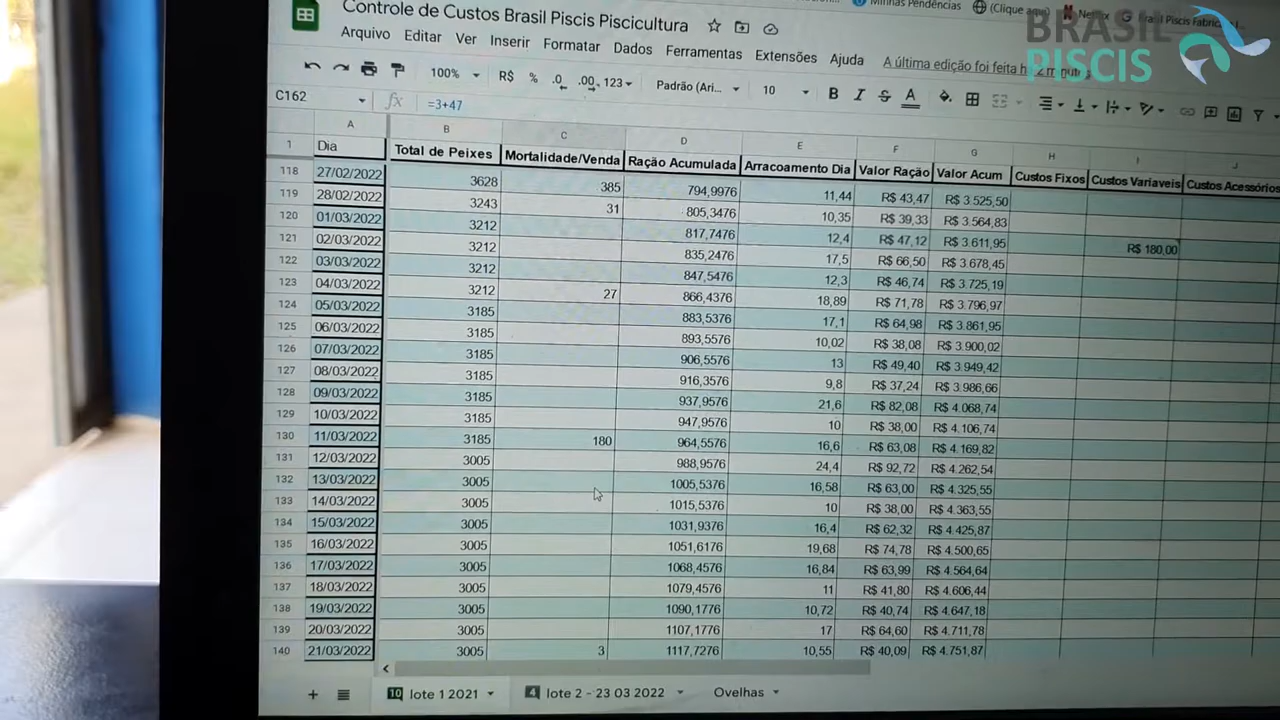 Minhas Pendências
(Clique aqui)
BRASIL
PISCIS
Controle de Custos Brasil Piscis Piscicultura
Arquivo Editar Ver Inserir Formatar Dados Ferramentas Extensões Ajuda A última edição foi feita
100% R$ % .0 .00 123 Padrão (Ari... 10 B I S A
C162 fx =3+47
A B C D E F G H I J
1 Dia Total de Peixes Mortalidade/Venda Ração Acumulada Arracoamento Dia Valor Ração Valor Acum Custos Fixos Custos Variaveis Custos Acessórios
118 27/02/2022 3628 385 794,9976 11,44 R$ 43,47 R$ 3.525,50
119 28/02/2022 3243 31 805,3476 10,35 R$ 39,33 R$ 3.564,83
120 01/03/2022 3212 817,7476 12,4 R$ 47,12 R$ 3.611,95 R$ 180,00
121 02/03/2022 3212 835,2476 17,5 R$ 66,50 R$ 3.678,45
122 03/03/2022 3212 847,5476 12,3 R$ 46,74 R$ 3.725,19
123 04/03/2022 3212 27 866,4376 18,89 R$ 71,78 R$ 3.796,97
124 05/03/2022 3185 883,5376 17,1 R$ 64,98 R$ 3.861,95
125 06/03/2022 3185 893,5576 10,02 R$ 38,08 R$ 3.900,02
126 07/03/2022 3185 906,5576 13 R$ 49,40 R$ 3.949,42
127 08/03/2022 3185 916,3576 9,8 R$ 37,24 R$ 3.986,66
128 09/03/2022 3185 937,9576 21,6 R$ 82,08 R$ 4.068,74
129 10/03/2022 3185 947,9576 10 R$ 38,00 R$ 4.106,74
130 11/03/2022 3185 180 964,5576 16,6 R$ 63,08 R$ 4.169,82
131 12/03/2022 3005 988,9576 24,4 R$ 92,72 R$ 4.262,54
132 13/03/2022 3005 1005,5376 16,58 R$ 63,00 R$ 4.325,55
133 14/03/2022 3005 1015,5376 10 R$ 38,00 R$ 4.363,55
134 15/03/2022 3005 1031,9376 16,4 R$ 62,32 R$ 4.425,87
135 16/03/2022 3005 1051,6176 19,68 R$ 74,78 R$ 4.500,65
136 17/03/2022 3005 1068,4576 16,84 R$ 63,99 R$ 4.564,64
137 18/03/2022 3005 1079,4576 11 R$ 41,80 R$ 4.606,44
138 19/03/2022 3005 1090,1776 10,72 R$ 40,74 R$ 4.647,18
139 20/03/2022 3005 1107,1776 17 R$ 64,60 R$ 4.711,78
140 21/03/2022 3005 3 1117,7276 10,55 R$ 40,09 R$ 4.751,87
10 lote 1 2021 4 lote 2 - 23 03 2022 Ovelhas